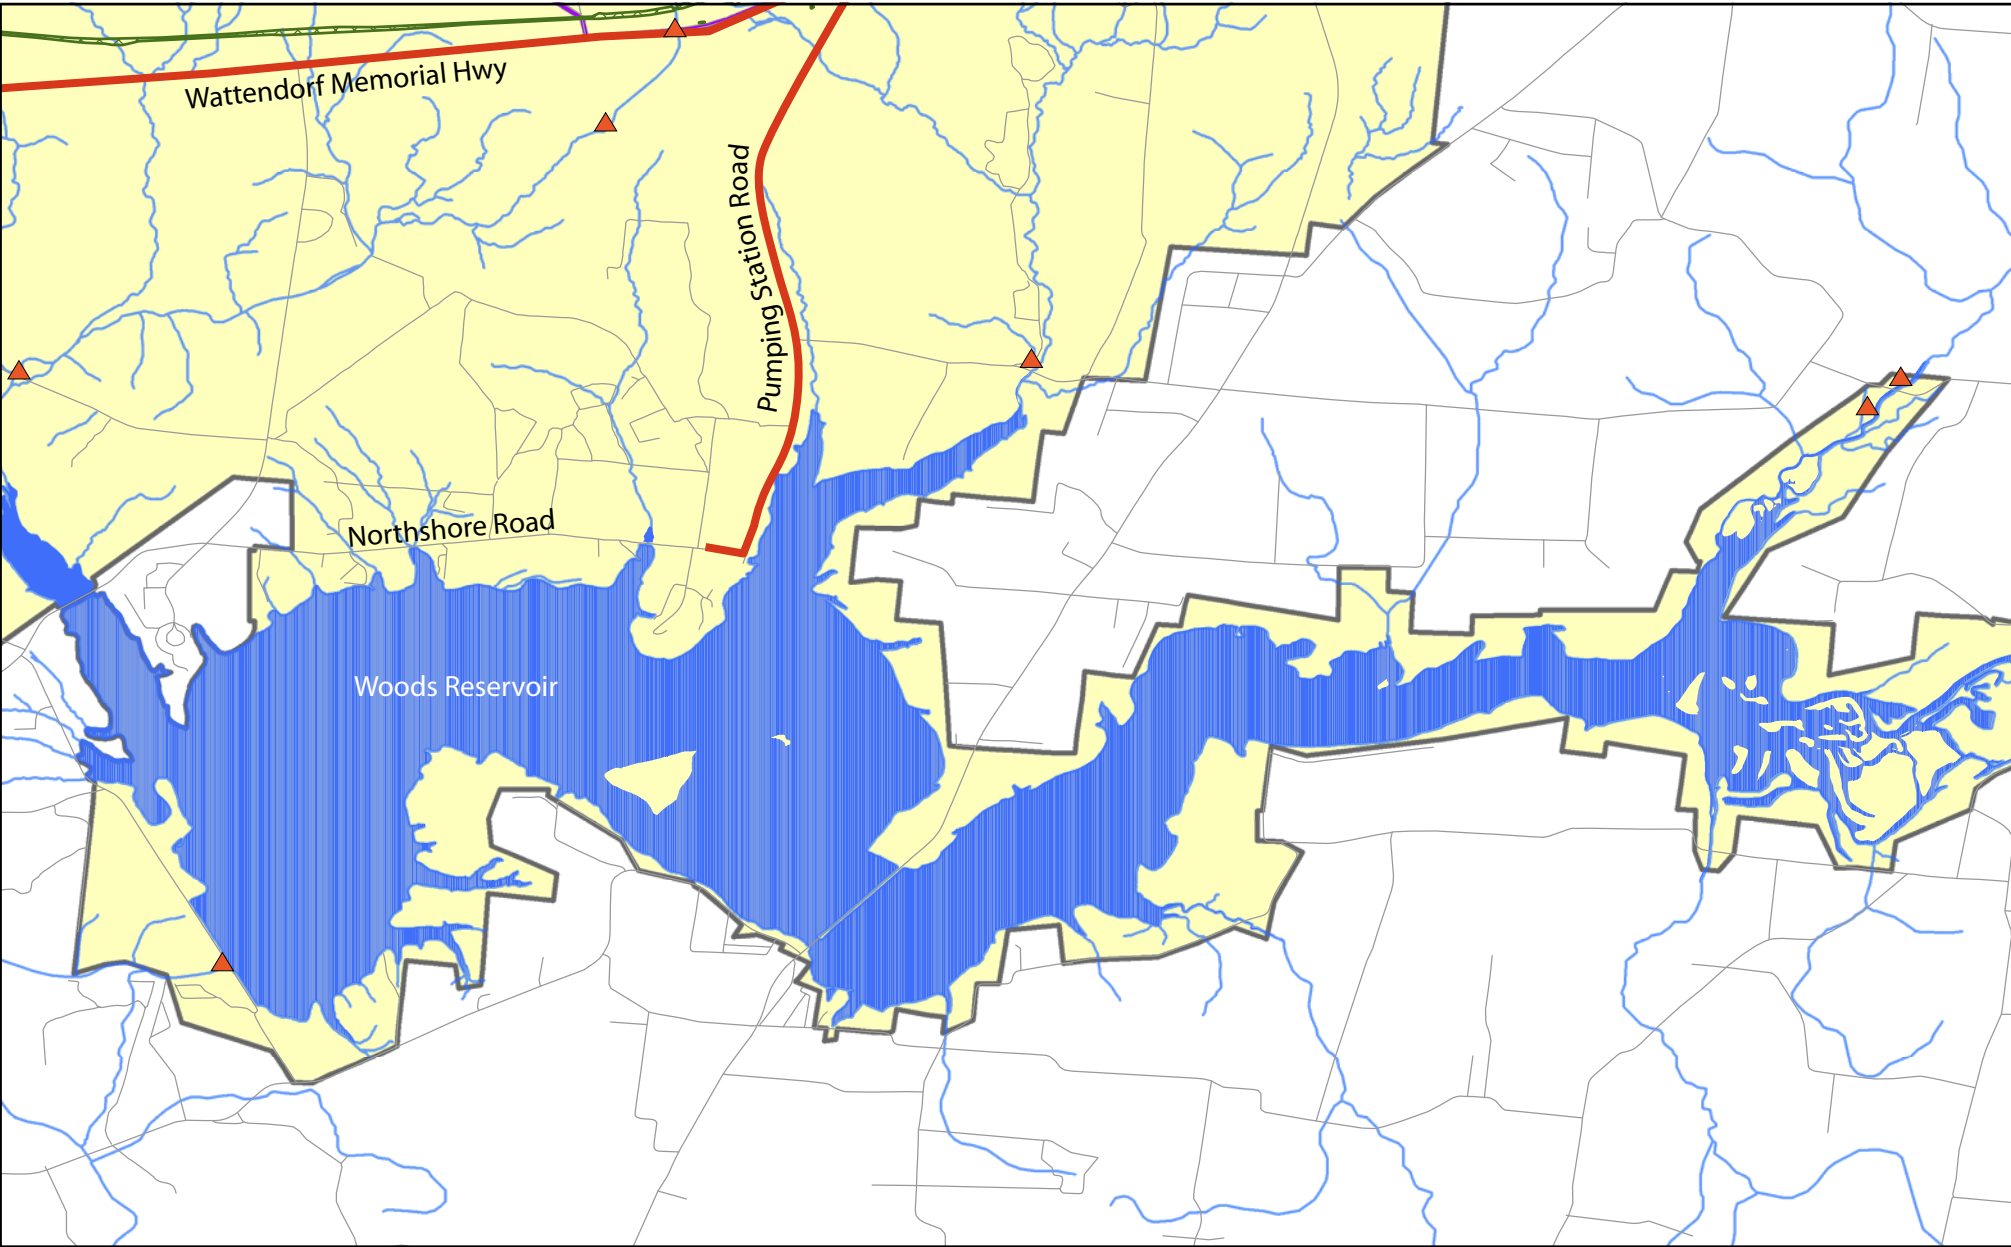 Wattendorf Memorial Hwy
Pumping Station Road
Northshore Road
Woods Reservoir